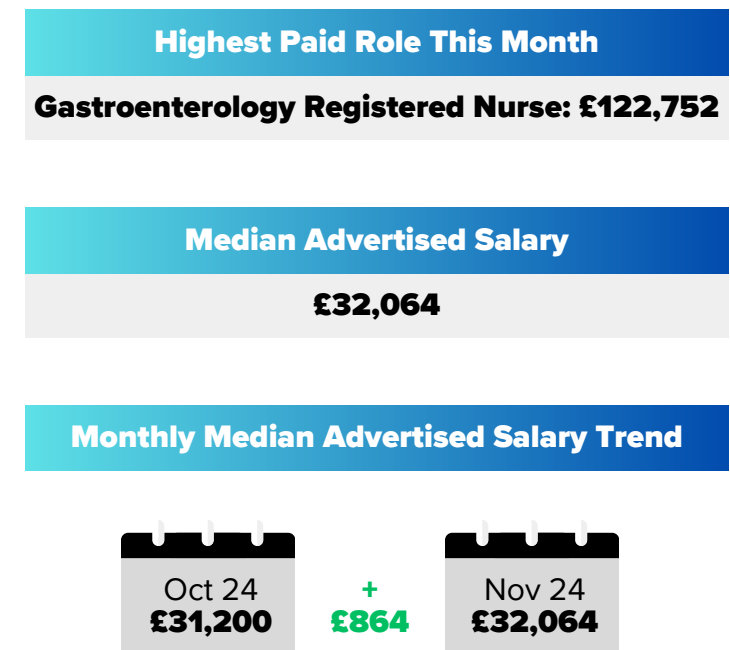 Highest Paid Role This Month
Gastroenterology Registered Nurse: £122,752
Median Advertised Salary
£32,064
Monthly Median Advertised Salary Trend
Oct 24
£31,200
+
£864
Nov 24
£32,064